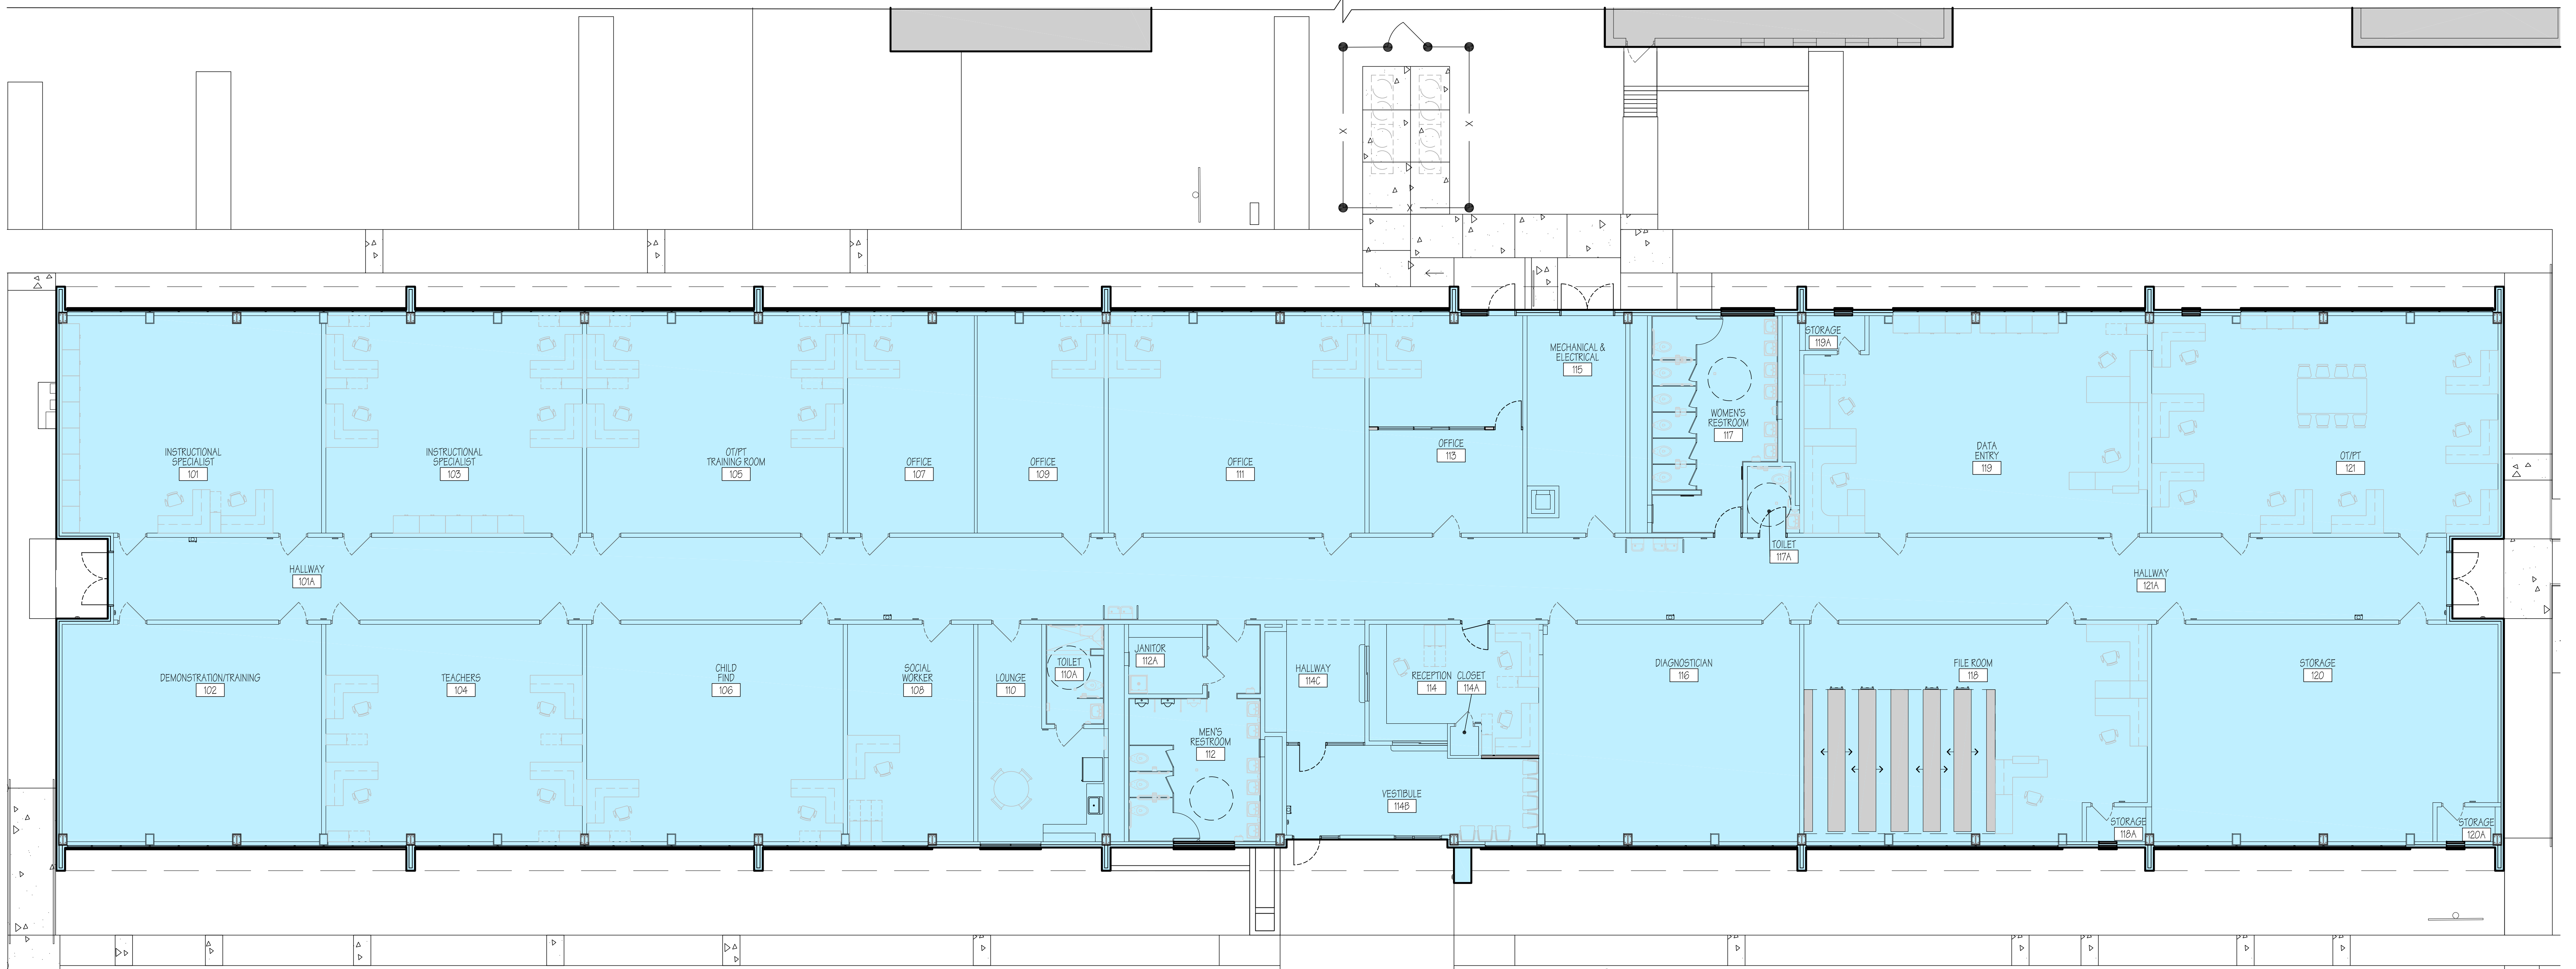 STORAGE
119A
MECHANICAL &
ELECTRICAL
115
WOMEN'S
RESTROOM
117
INSTRUCTIONAL
SPECIALIST
101
INSTRUCTIONAL
SPECIALIST
103
OT/PT
TRAINING ROOM
105
OFFICE
107
OFFICE
109
OFFICE
111
OFFICE
113
DATA
ENTRY
119
OT/PT
121
TOILET
117A
HALLWAY
101A
HALLWAY
121A
DEMONSTRATION/TRAINING
102
TEACHERS
104
CHILD
FIND
106
SOCIAL
WORKER
108
LOUNGE
110
TOILET
110A
JANITOR
112A
MEN'S
RESTROOM
112
HALLWAY
114C
RECEPTION
114
CLOSET
114A
VESTIBULE
114B
DIAGNOSTICIAN
116
FILE ROOM
118
STORAGE
120
STORAGE
118A
STORAGE
120A